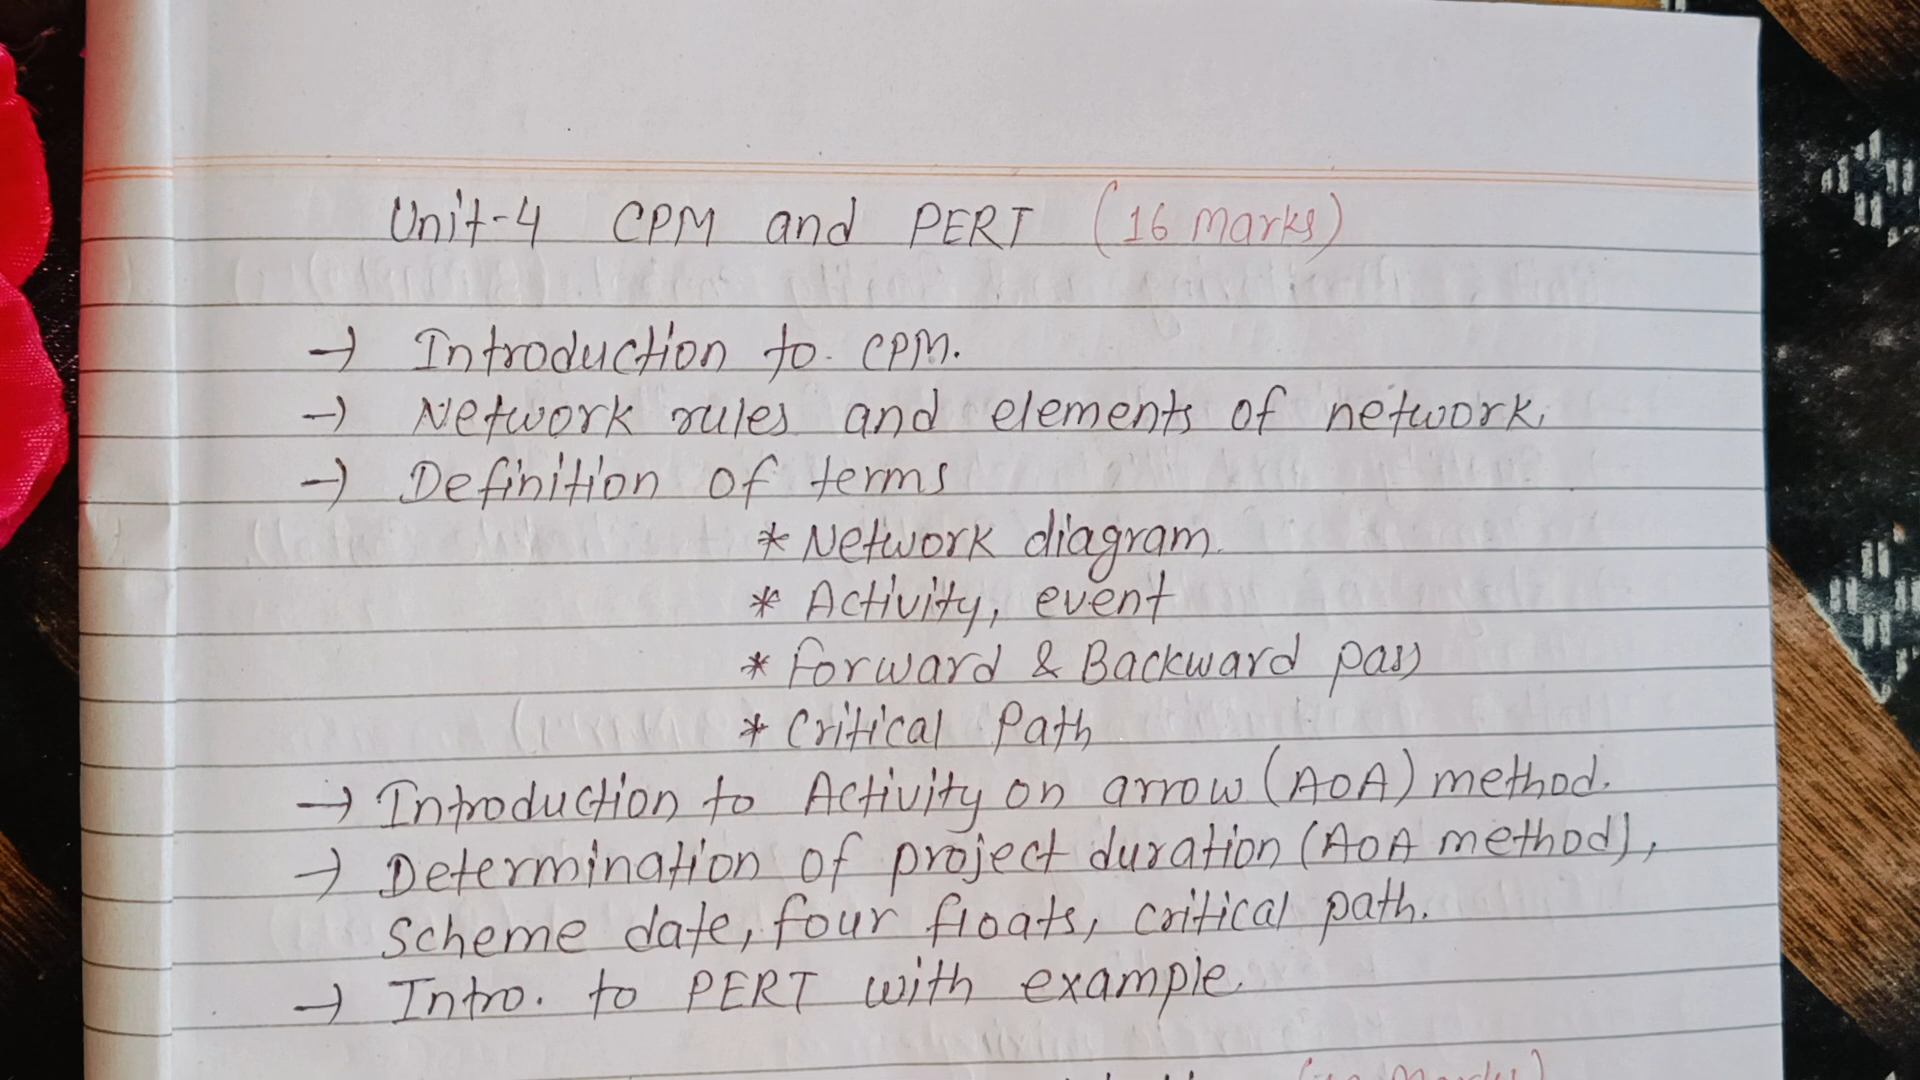 Unit-4 CPM and PERT (16 marks)
→ Introduction to CPM.
→ Network rules and elements of network.
→ Definition of terms
* Network diagram.
* Activity, event
* Forward & Backward pass
* Critical Path
→ Introduction to Activity on arrow (AOA) method.
→ Determination of project duration (AOA method),
Scheme date, four floats, critical path.
→ Intro. to PERT with example.